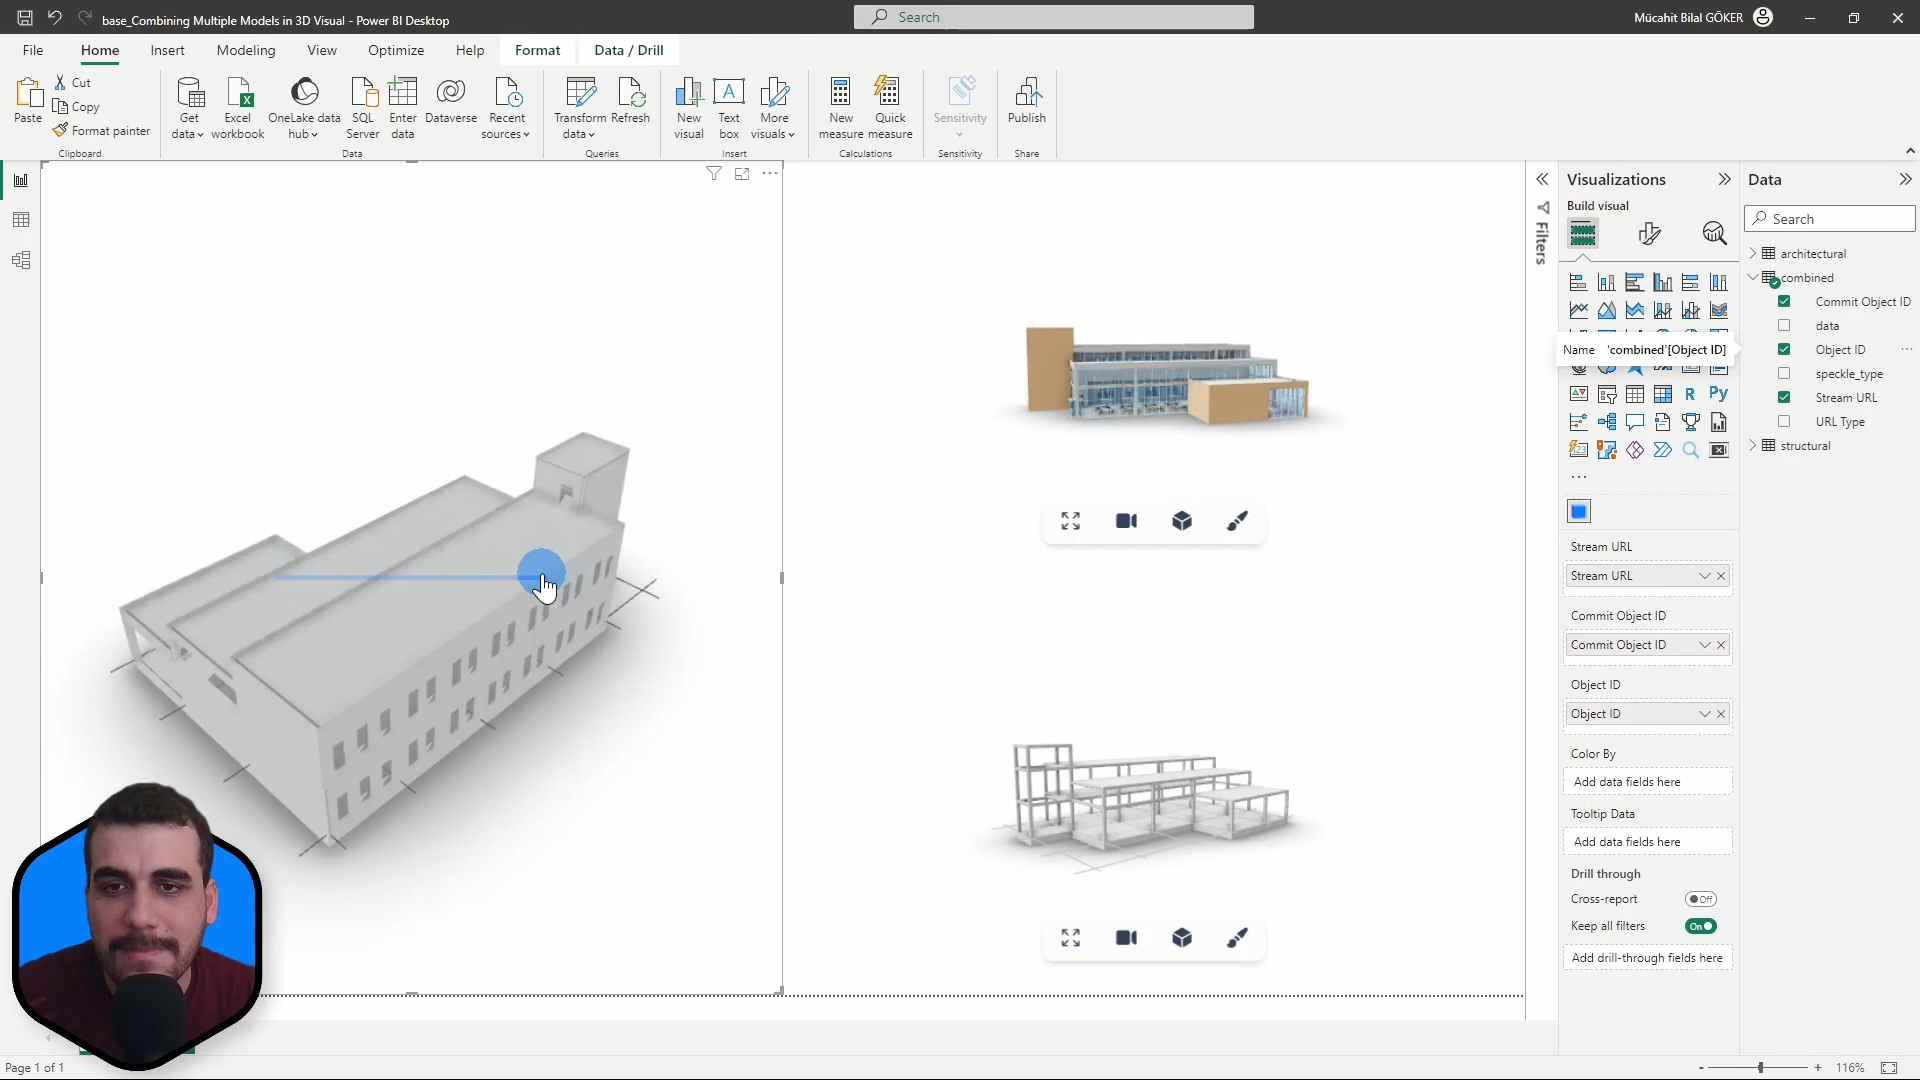 base_Combining Multiple Models in 3D Visual - Power BI Desktop
Search
Mücahit Bilal GÖKER
File
Home
Insert
Modeling
View
Optimize
Help
Format
Data / Drill
Paste
Cut
Copy
Format painter
Clipboard
Get data
Excel workbook
OneLake data hub
SQL Server
Enter data
Dataverse
Recent sources
Data
Transform data
Refresh
Queries
New visual
Text box
More visuals
Insert
New measure
Quick measure
Calculations
Sensitivity
Sensitivity
Publish
Share
Filters
Visualizations
Build visual
Name 'combined'[Object ID]
R
Py
123
...
Stream URL
Stream URL
Commit Object ID
Commit Object ID
Object ID
Object ID
Color By
Add data fields here
Tooltip Data
Add data fields here
Drill through
Cross-report
Off
Keep all filters
On
Add drill-through fields here
Data
Search
architectural
combined
Commit Object ID
data
Object ID
speckle_type
Stream URL
URL Type
structural
Page 1 of 1
- + 116%